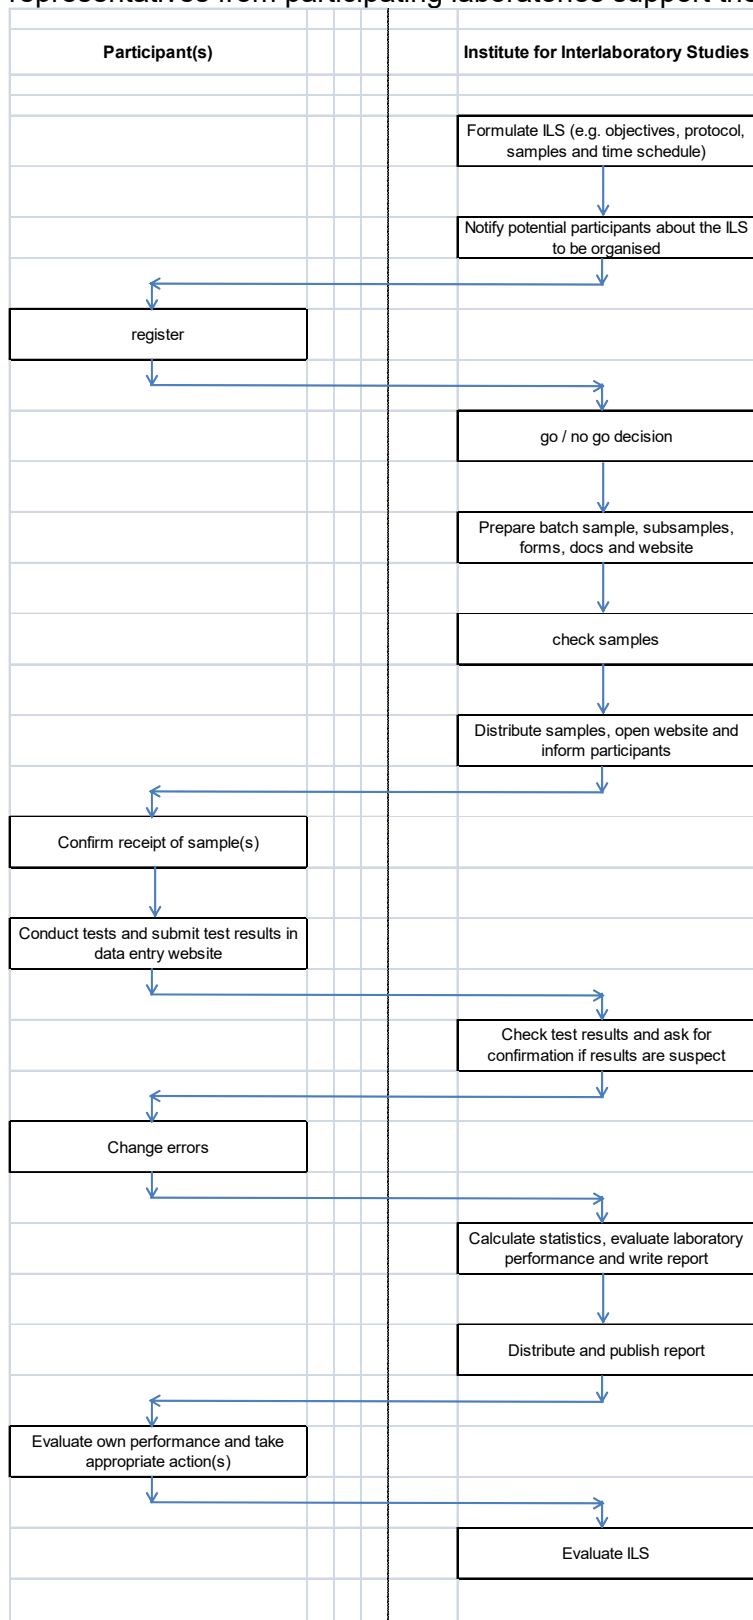 representatives from participating laboratories support the
Participant(s)
Institute for Interlaboratory Studies
Formulate ILS (e.g. objectives, protocol,
samples and time schedule)
Notify potential participants about the ILS
to be organised
register
go / no go decision
Prepare batch sample, subsamples,
forms, docs and website
check samples
Distribute samples, open website and
inform participants
Confirm receipt of sample(s)
Conduct tests and submit test results in
data entry website
Check test results and ask for
confirmation if results are suspect
Change errors
Calculate statistics, evaluate laboratory
performance and write report
Distribute and publish report
Evaluate own performance and take
appropriate action(s)
Evaluate ILS